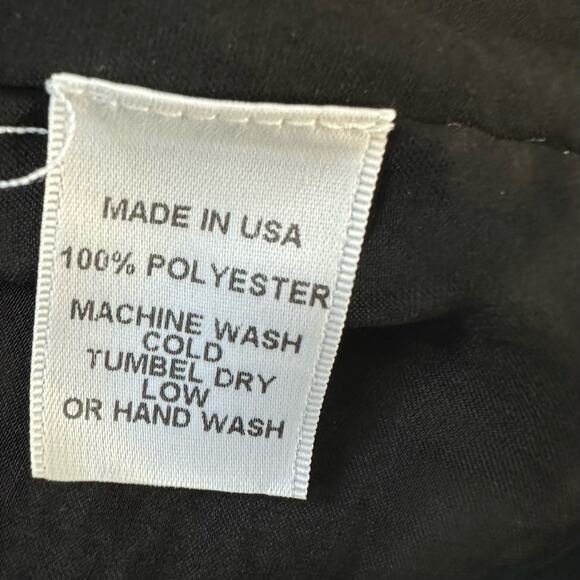 MADE IN USA
100% POLYESTER
MACHINE WASH
COLD
TUMBEL DRY
LOW
OR HAND WASH